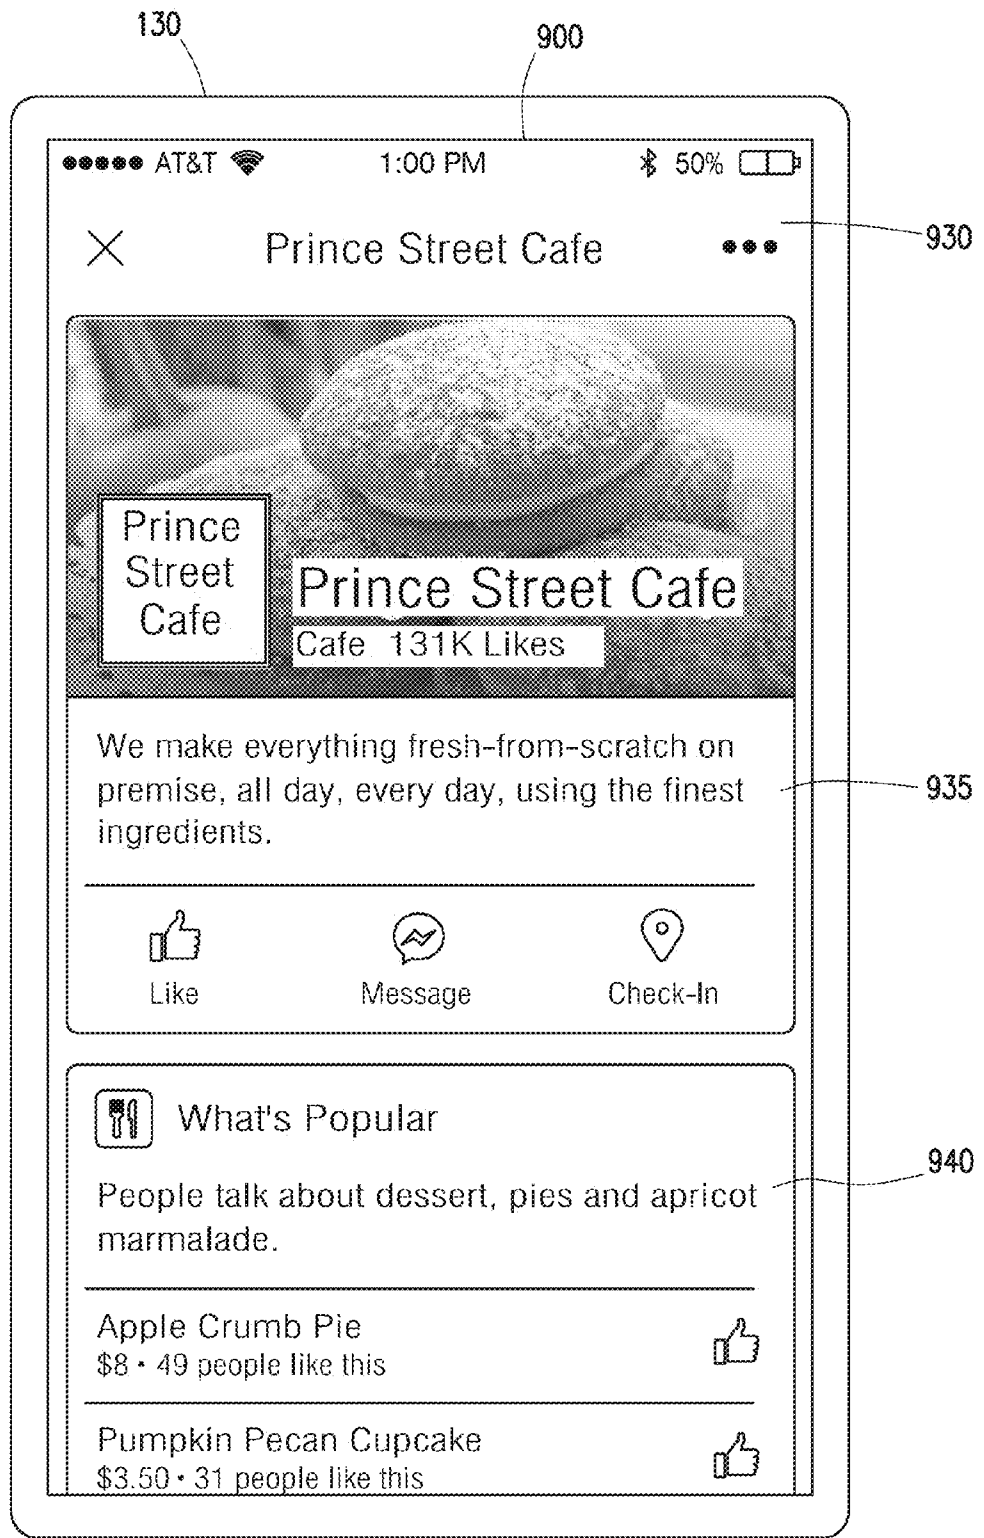 130
900
AT&T 1:00 PM 50%
Prince Street Cafe
930
Prince
Street
Cafe
Prince Street Cafe
Cafe 131K Likes
We make everything fresh-from-scratch on
premise, all day, every day, using the finest
ingredients.
935
Like Message Check-In
What's Popular
940
People talk about dessert, pies and apricot
marmalade.
Apple Crumb Pie
$8 • 49 people like this
Pumpkin Pecan Cupcake
$3.50 • 31 people like this